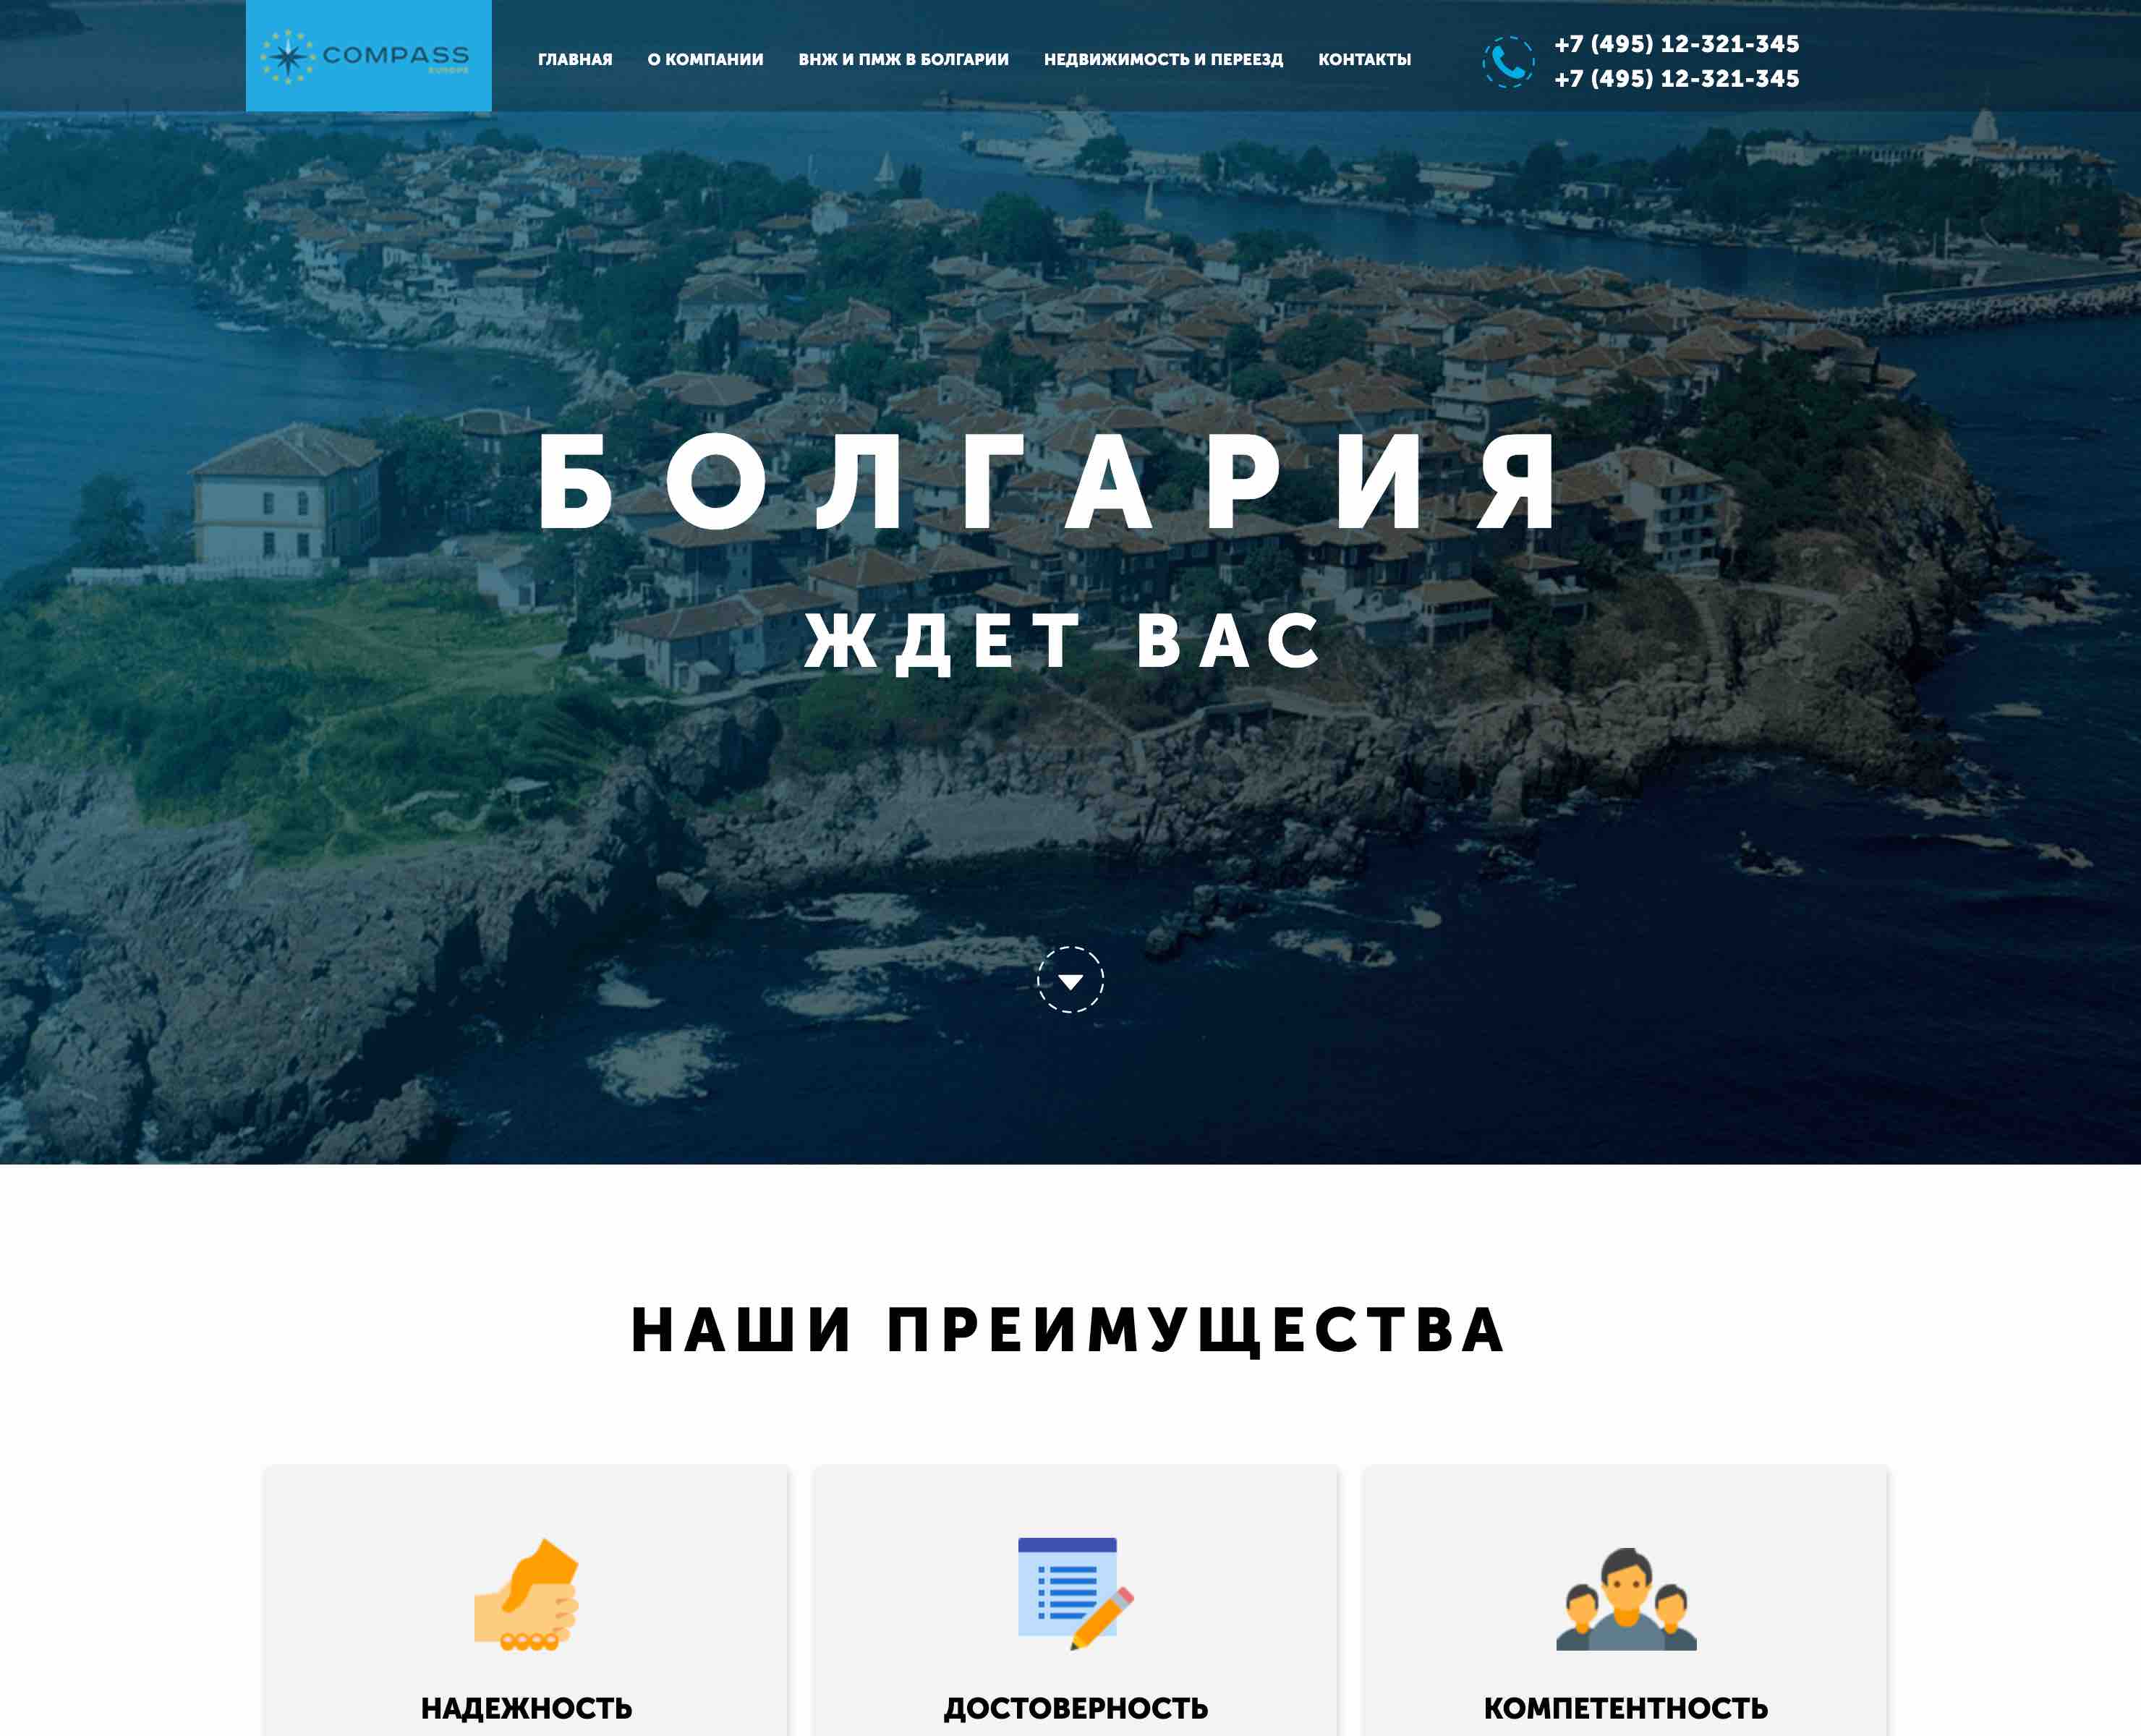 COMPASS
EUROPE
ГЛАВНАЯ
О КОМПАНИИ
ВНЖ И ПМЖ В БОЛГАРИИ
НЕДВИЖИМОСТЬ И ПЕРЕЕЗД
КОНТАКТЫ
+7 (495) 12-321-345
+7 (495) 12-321-345
БОЛГАРИЯ
ЖДЕТ ВАС
НАШИ ПРЕИМУЩЕСТВА
НАДЕЖНОСТЬ
ДОСТОВЕРНОСТЬ
КОМПЕТЕНТНОСТЬ